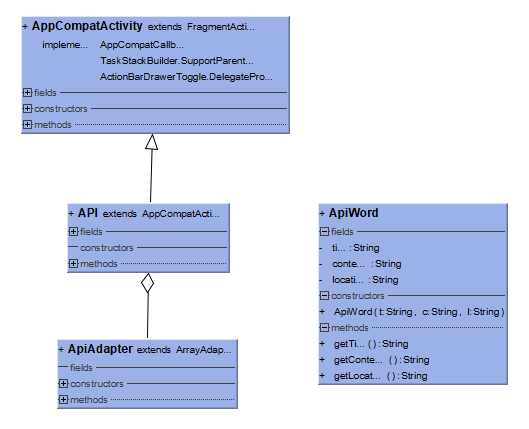 + AppCompatActivity extends FragmentActi...
impleme... AppCompatCallb...
TaskStackBuilder.SupportParent...
ActionBarDrawerToggle.DelegatePro...
fields
constructors
methods
+ API extends AppCompatActi...
fields
constructors
methods
+ ApiAdapter extends ArrayAdap...
fields
constructors
methods
+ ApiWord
fields
- ti... : String
- conte... : String
- locati... : String
constructors
+ ApiWord ( t: String , c: String , l: String )
methods
+ getTi... ( ) : String
+ getConte... ( ) : String
+ getLocat... ( ) : String